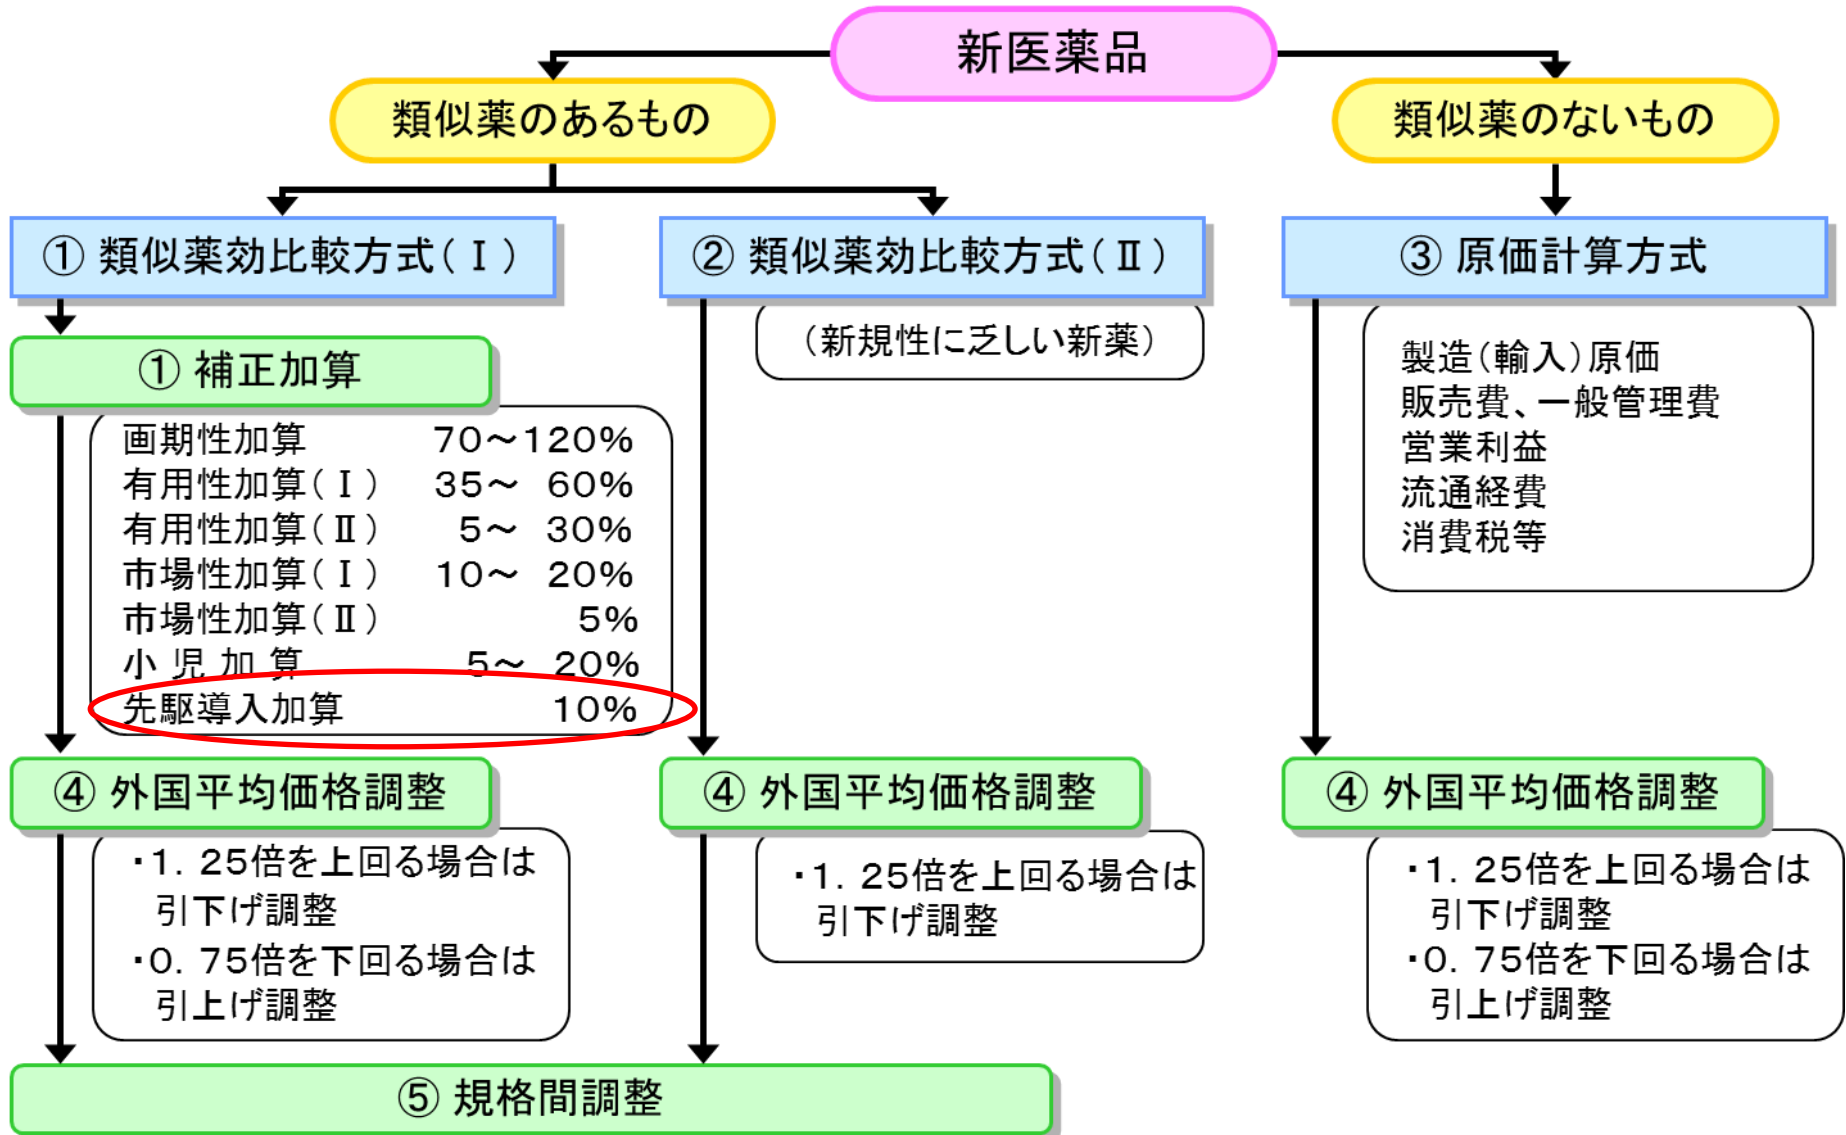 新医薬品
類似薬のあるもの
類似薬のないもの
① 類似薬効比較方式(Ⅰ)
② 類似薬効比較方式(Ⅱ)
③ 原価計算方式
(新規性に乏しい新薬)
① 補正加算
画期性加算 70~120%
有用性加算(Ⅰ) 35~ 60%
有用性加算(Ⅱ) 5~ 30%
市場性加算(Ⅰ) 10~ 20%
市場性加算(Ⅱ) 5%
小 児 加 算 5~ 20%
先駆導入加算 10%
製造(輸入)原価
販売費、一般管理費
営業利益
流通経費
消費税等
④ 外国平均価格調整
④ 外国平均価格調整
④ 外国平均価格調整
・1.25倍を上回る場合は
引下げ調整
・0.75倍を下回る場合は
引上げ調整
・1.25倍を上回る場合は
引下げ調整
・1.25倍を上回る場合は
引下げ調整
・0.75倍を下回る場合は
引上げ調整
⑤ 規格間調整